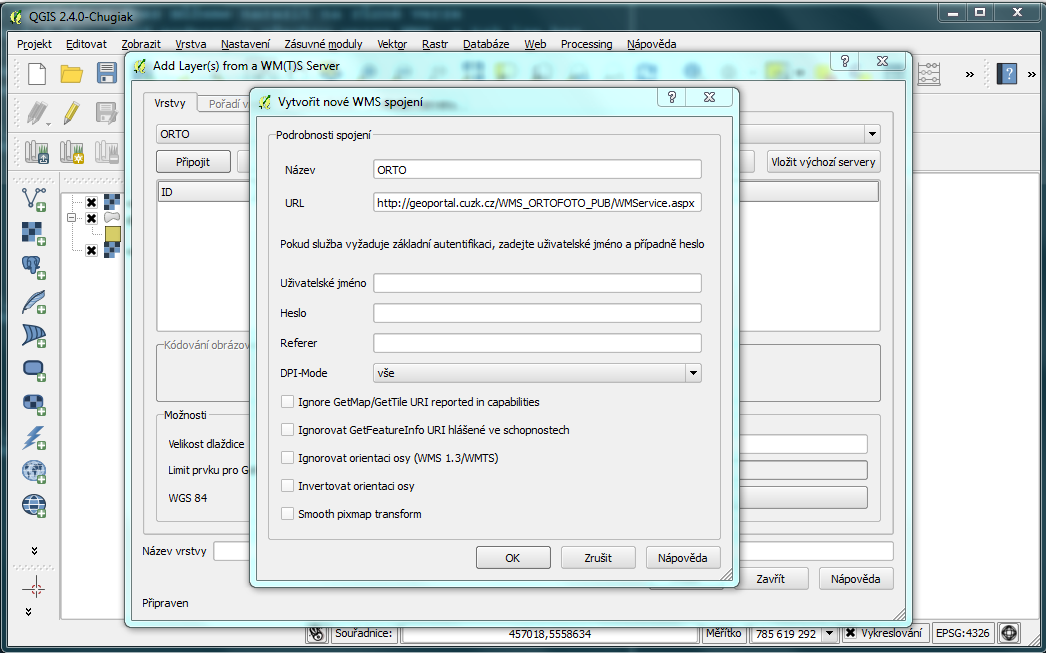 QGIS 2.4.0-Chugiak
Projekt Editovat Zobrazit Vrstva Nastavení Zásuvné moduly Vektor Rastr Databáze Web Processing Nápověda
Add Layer(s) from a WM(T)S Server
Vrstvy Pořadí v
ORTO
Připojit Vložit výchozí servery
ID
Kódování obrázov
Možnosti
Velikost dlaždice
Limit prvku pro G
WGS 84
Název vrstvy
Zavřít Nápověda
Připraven
Vytvořit nové WMS spojení
Podrobnosti spojení
Název ORTO
URL http://geoportal.cuzk.cz/WMS_ORTOFOTO_PUB/WMService.aspx
Pokud služba vyžaduje základní autentifikaci, zadejte uživatelské jméno a případně heslo
Uživatelské jméno
Heslo
Referer
DPI-Mode vše
Ignore GetMap/GetTile URI reported in capabilities
Ignorovat GetFeatureInfo URI hlášené ve schopnostech
Ignorovat orientaci osy (WMS 1.3/WMTS)
Invertovat orientaci osy
Smooth pixmap transform
OK Zrušit Nápověda
Souřadnice: 457018,5558634 Měřítko 785 619 292 Vykreslování EPSG:4326